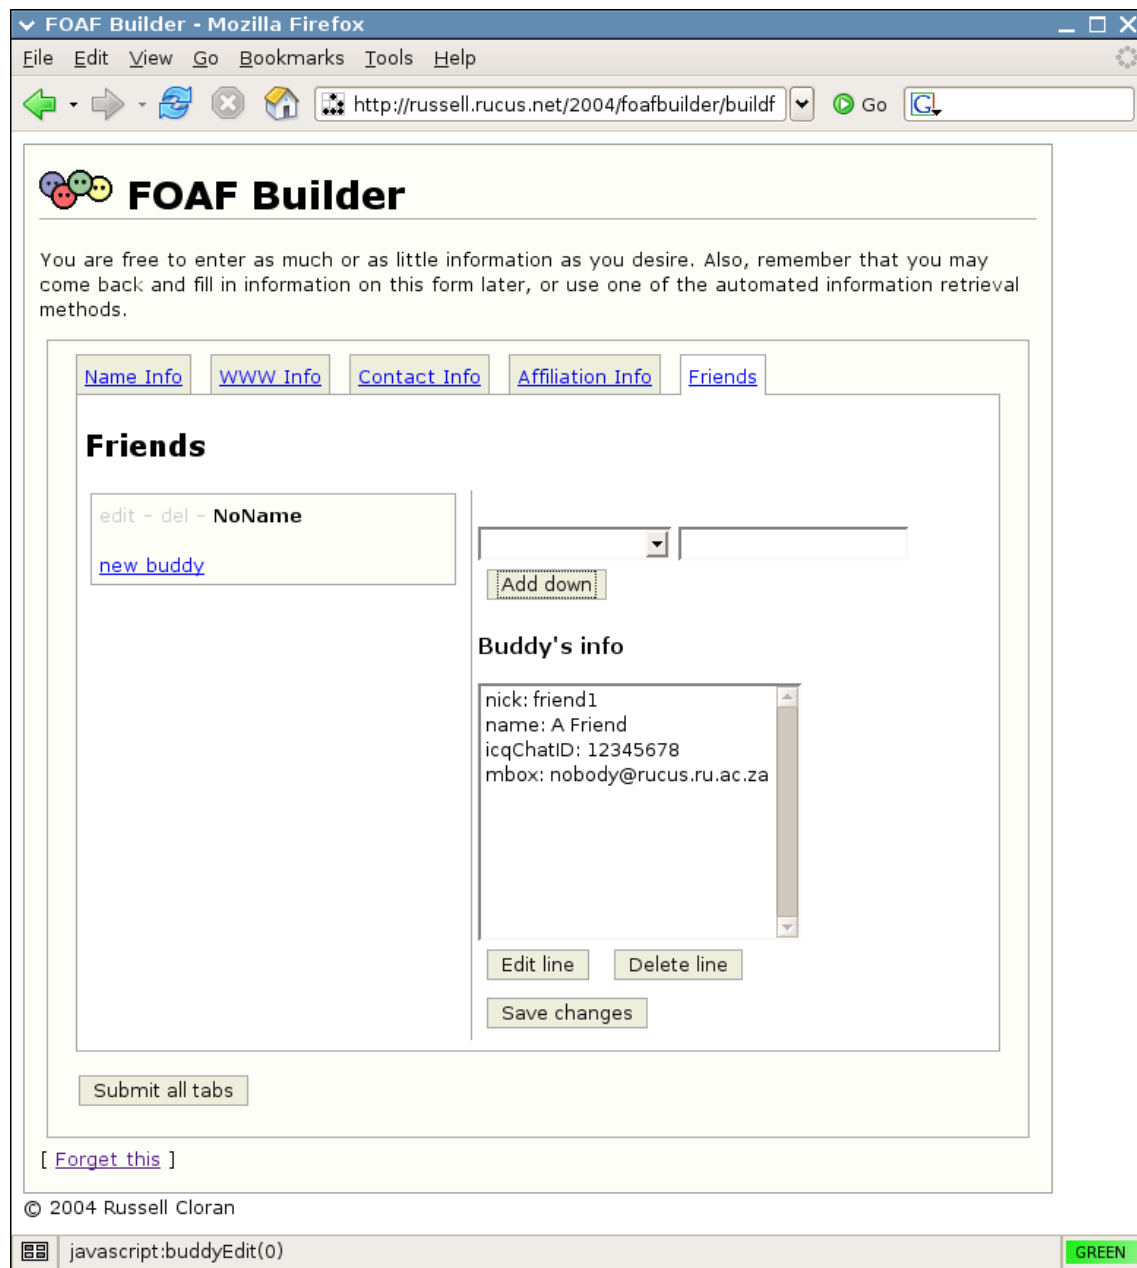 FOAF Builder - Mozilla Firefox
File Edit View Go Bookmarks Tools Help
http://russell.rucus.net/2004/foafbuilder/buildf Go G
FOAF Builder
You are free to enter as much or as little information as you desire. Also, remember that you may
come back and fill in information on this form later, or use one of the automated information retrieval
methods.
Name Info WWW Info Contact Info Affiliation Info Friends
Friends
edit - del - NoName
new buddy
Add down
Buddy's info
nick: friend1
name: A Friend
icqChatID: 12345678
mbox: nobody@rucus.ru.ac.za
Edit line Delete line
Save changes
Submit all tabs
[ Forget this ]
© 2004 Russell Cloran
javascript:buddyEdit(0) GREEN